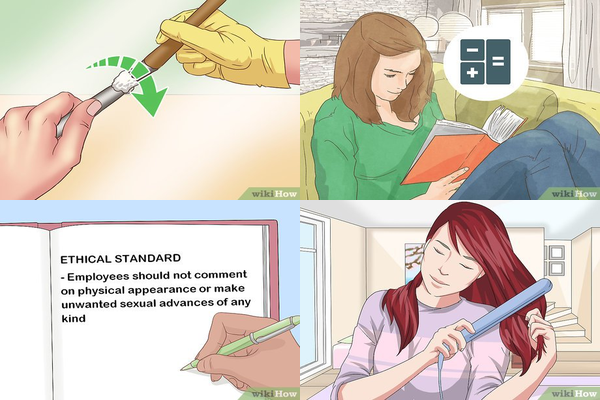 wikiHow
− =
+
wikiHow
ETHICAL STANDARD
- Employees should not comment
on physical appearance or make
unwanted sexual advances of any
kind
wikiHow
wikiHow